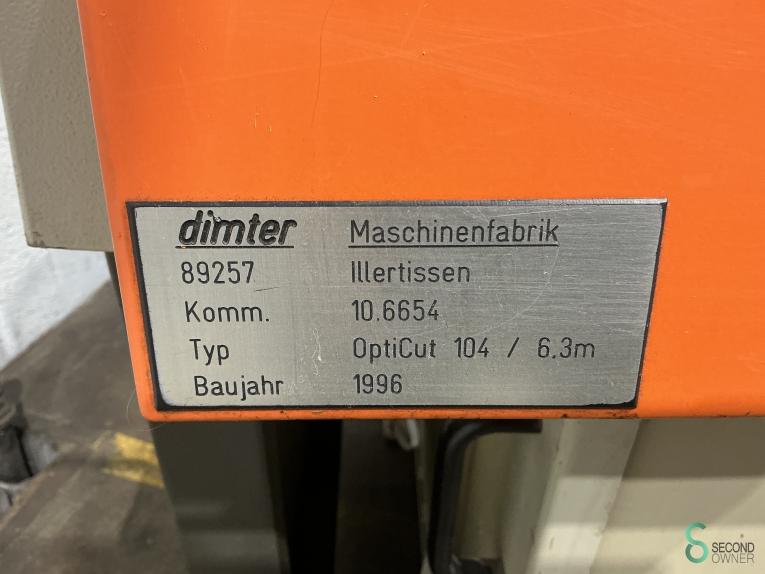 dimter Maschinenfabrik
89257 Illertissen
Komm. 10.6654
Typ OptiCut 104 / 6.3m
Baujahr 1996
SECOND
OWNER